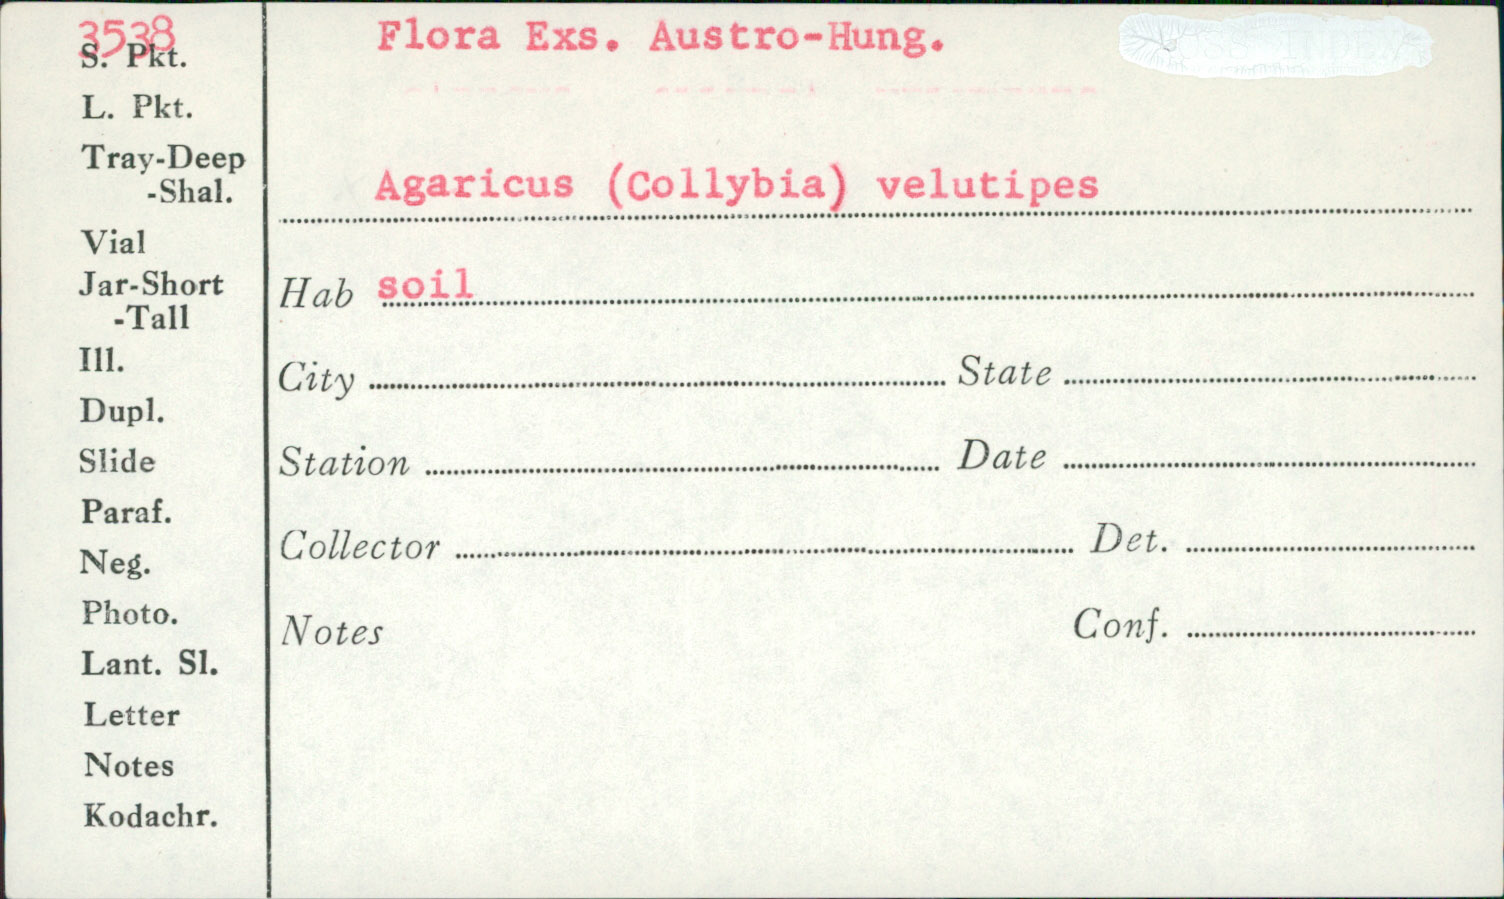 3538
Flora Exs. Austro-Hung.
S. Pkt.
L. Pkt.
Tray-Deep
-Shal.
Vial
Jar-Short
-Tall
Ill.
Dupl.
Slide
Paraf.
Neg.
Photo.
Lant. Sl.
Letter
Notes
Kodachr.
Agaricus (Collybia) velutipes
Hab soil
City State
Station Date
Collector Det.
Notes Conf.